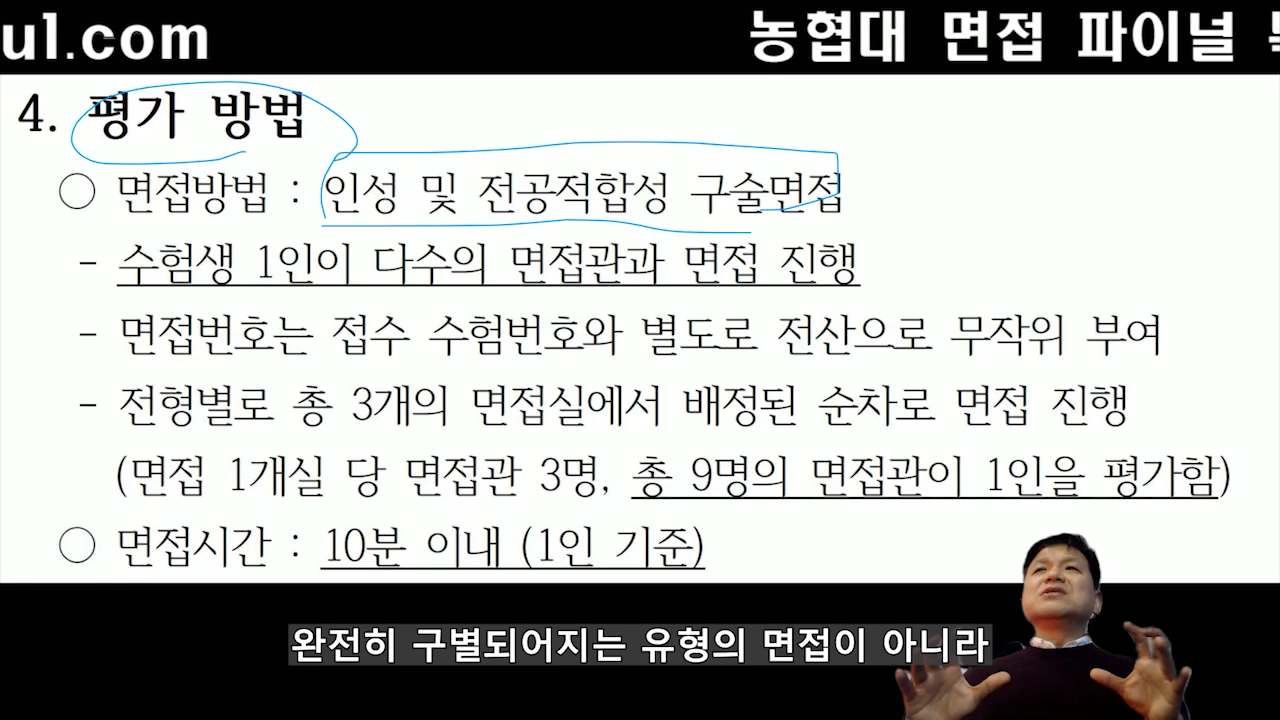 ul.com 농협대 면접 파이널
4. 평가 방법
○ 면접방법 : 인성 및 전공적합성 구술면접
- 수험생 1인이 다수의 면접관과 면접 진행
- 면접번호는 접수 수험번호와 별도로 전산으로 무작위 부여
- 전형별로 총 3개의 면접실에서 배정된 순차로 면접 진행
(면접 1개실 당 면접관 3명, 총 9명의 면접관이 1인을 평가함)
○ 면접시간 : 10분 이내 (1인 기준)
완전히 구별되어지는 유형의 면접이 아니라